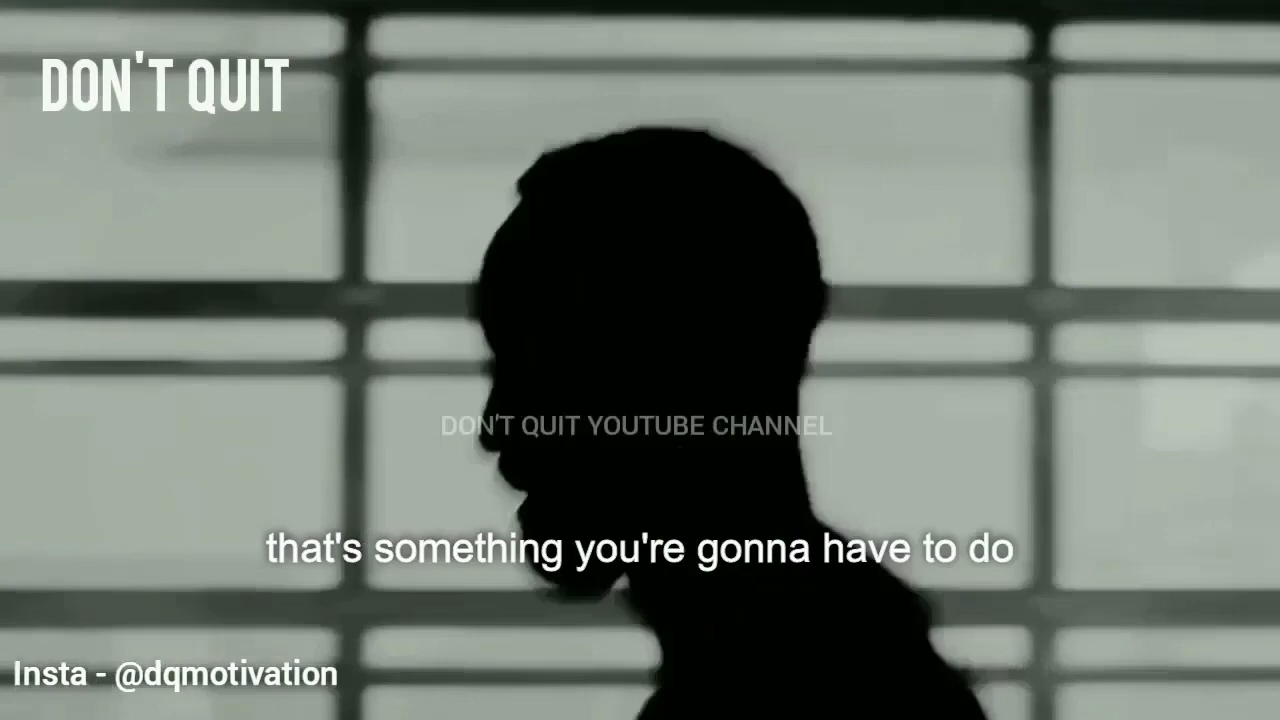 DON'T QUIT
DON'T QUIT YOUTUBE CHANNEL
that's something you're gonna have to do
Insta - @dqmotivation